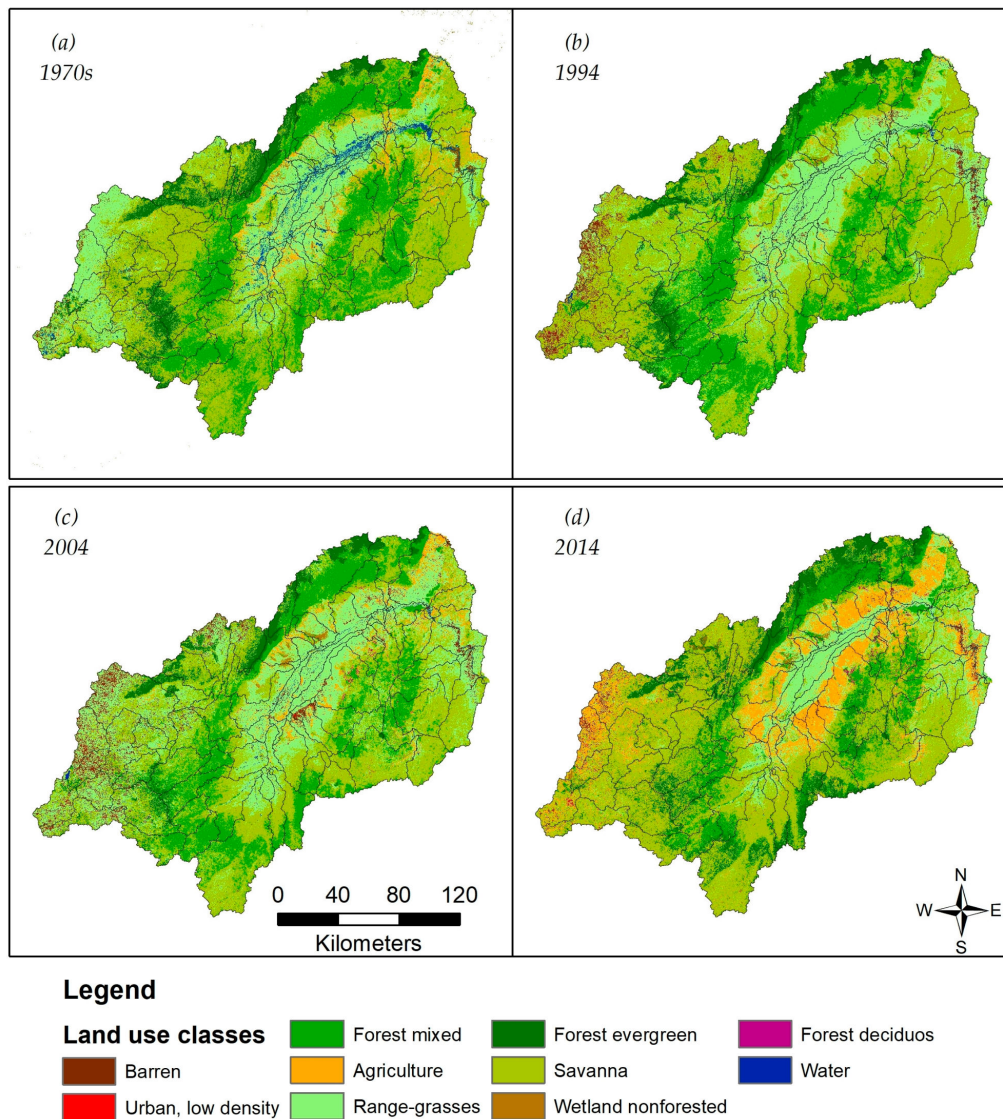 (a)
1970s
(b)
1994
(c)
2004
(d)
2014
0 40 80 120
Kilometers
N
W E
S
Legend
Land use classes
Forest mixed
Forest evergreen
Forest deciduos
Barren
Agriculture
Savanna
Water
Urban, low density
Range-grasses
Wetland nonforested